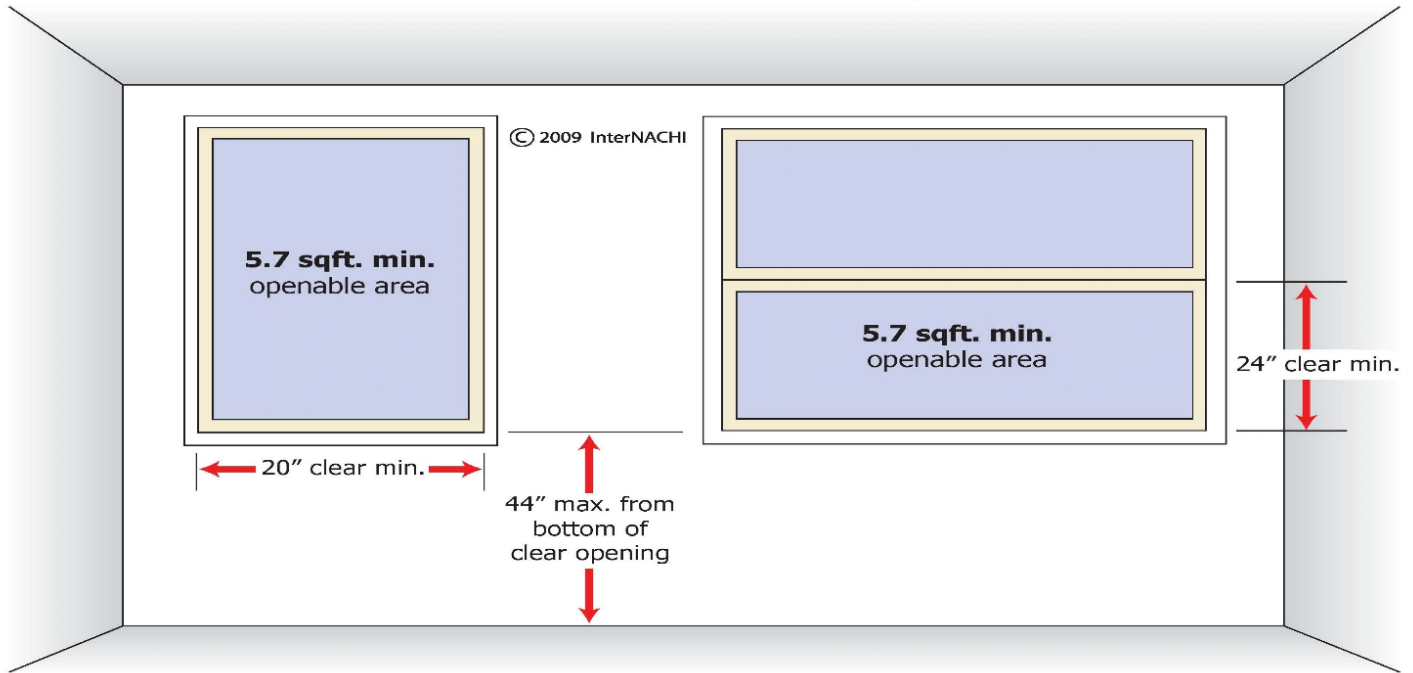 © 2009 InterNACHI
5.7 sqft. min.
openable area
5.7 sqft. min.
openable area
24″ clear min.
20″ clear min.
44″ max. from
bottom of
clear opening